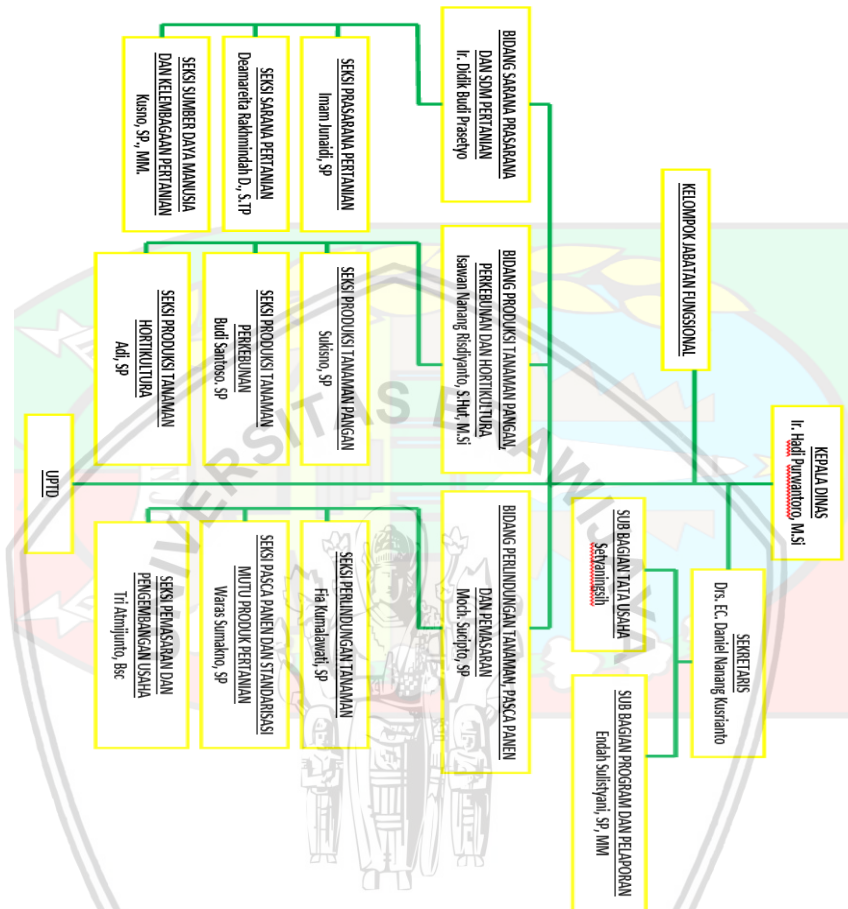 KEPALA DINAS
Ir. Hadi Purwantoro, M.Si
KELOMPOK JABATAN FUNGSIONAL
SEKRETARIS
Drs. EC. Daniel Nanang Kusrianto
SUB BAGIAN TATA USAHA
Setyaningsih
SUB BAGIAN PROGRAM DAN PELAPORAN
Endah Sulistyani, SP, MM
BIDANG SARANA PRASARANA
DAN SDM PERTANIAN
Ir. Didik Budi Prasetyo
BIDANG PRODUKSI TANAMAN PANGAN,
PERKEBUNAN DAN HORTIKULTURA
Isawan Nanang Risdiyanto, S.Hut, M.Si
BIDANG PERLINDUNGAN TANAMAN, PASCA PANEN
DAN PEMASARAN
Moch. Sucipto, SP
SEKSI PRASARANA PERTANIAN
Imam Junaidi, SP
SEKSI PRODUKSI TANAMAN PANGAN
Sukisno, SP
SEKSI PERLINDUNGAN TANAMAN
Fia Kumalawati, SP
SEKSI SARANA PERTANIAN
Deamareita Rakhmindah D., S.TP
SEKSI PRODUKSI TANAMAN
PERKEBUNAN
Budi Santoso, SP
SEKSI PASCA PANEN DAN STANDARISASI
MUTU PRODUK PERTANIAN
Waras Sumakno, SP
SEKSI SUMBER DAYA MANUSIA
DAN KELEMBAGAAN PERTANIAN
Kusno, SP., MM.
SEKSI PRODUKSI TANAMAN
HORTIKULTURA
Adi, SP
SEKSI PEMASARAN DAN
PENGEMBANGAN USAHA
Tri Atmijunto, Bsc
UPTD
UNIVERSITAS BRAWIJAYA